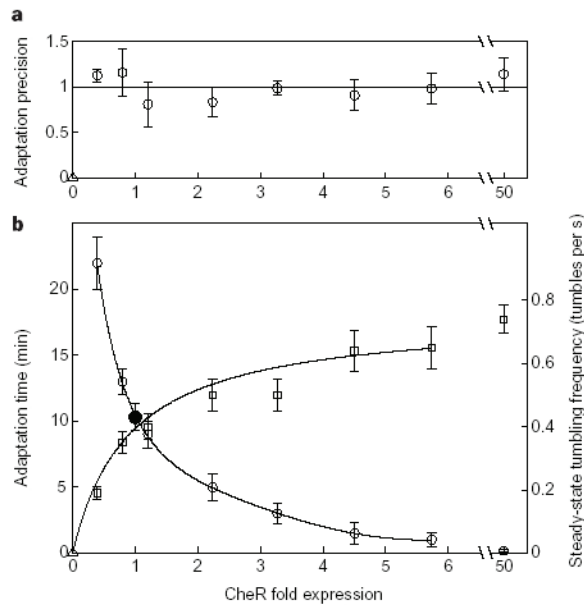 a
Adaptation precision
1.5
1
0.5
0
0 1 2 3 4 5 6 50
b
Adaptation time (min)
20
15
10
5
0
Steady-state tumbling frequency (tumbles per s)
0.8
0.6
0.4
0.2
0
0 1 2 3 4 5 6 50
CheR fold expression